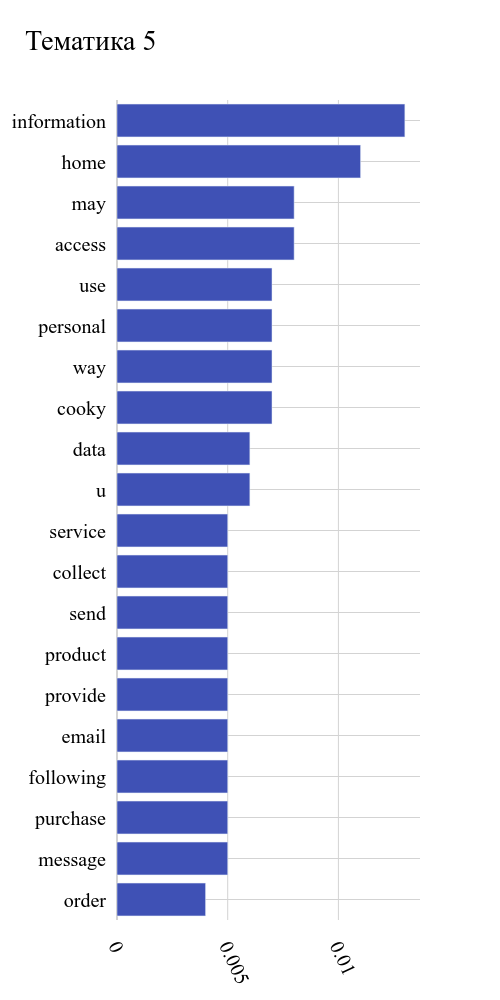 Тематика 5
information
home
may
access
use
personal
way
cooky
data
u
service
collect
send
product
provide
email
following
purchase
message
order
0
0.005
0.01